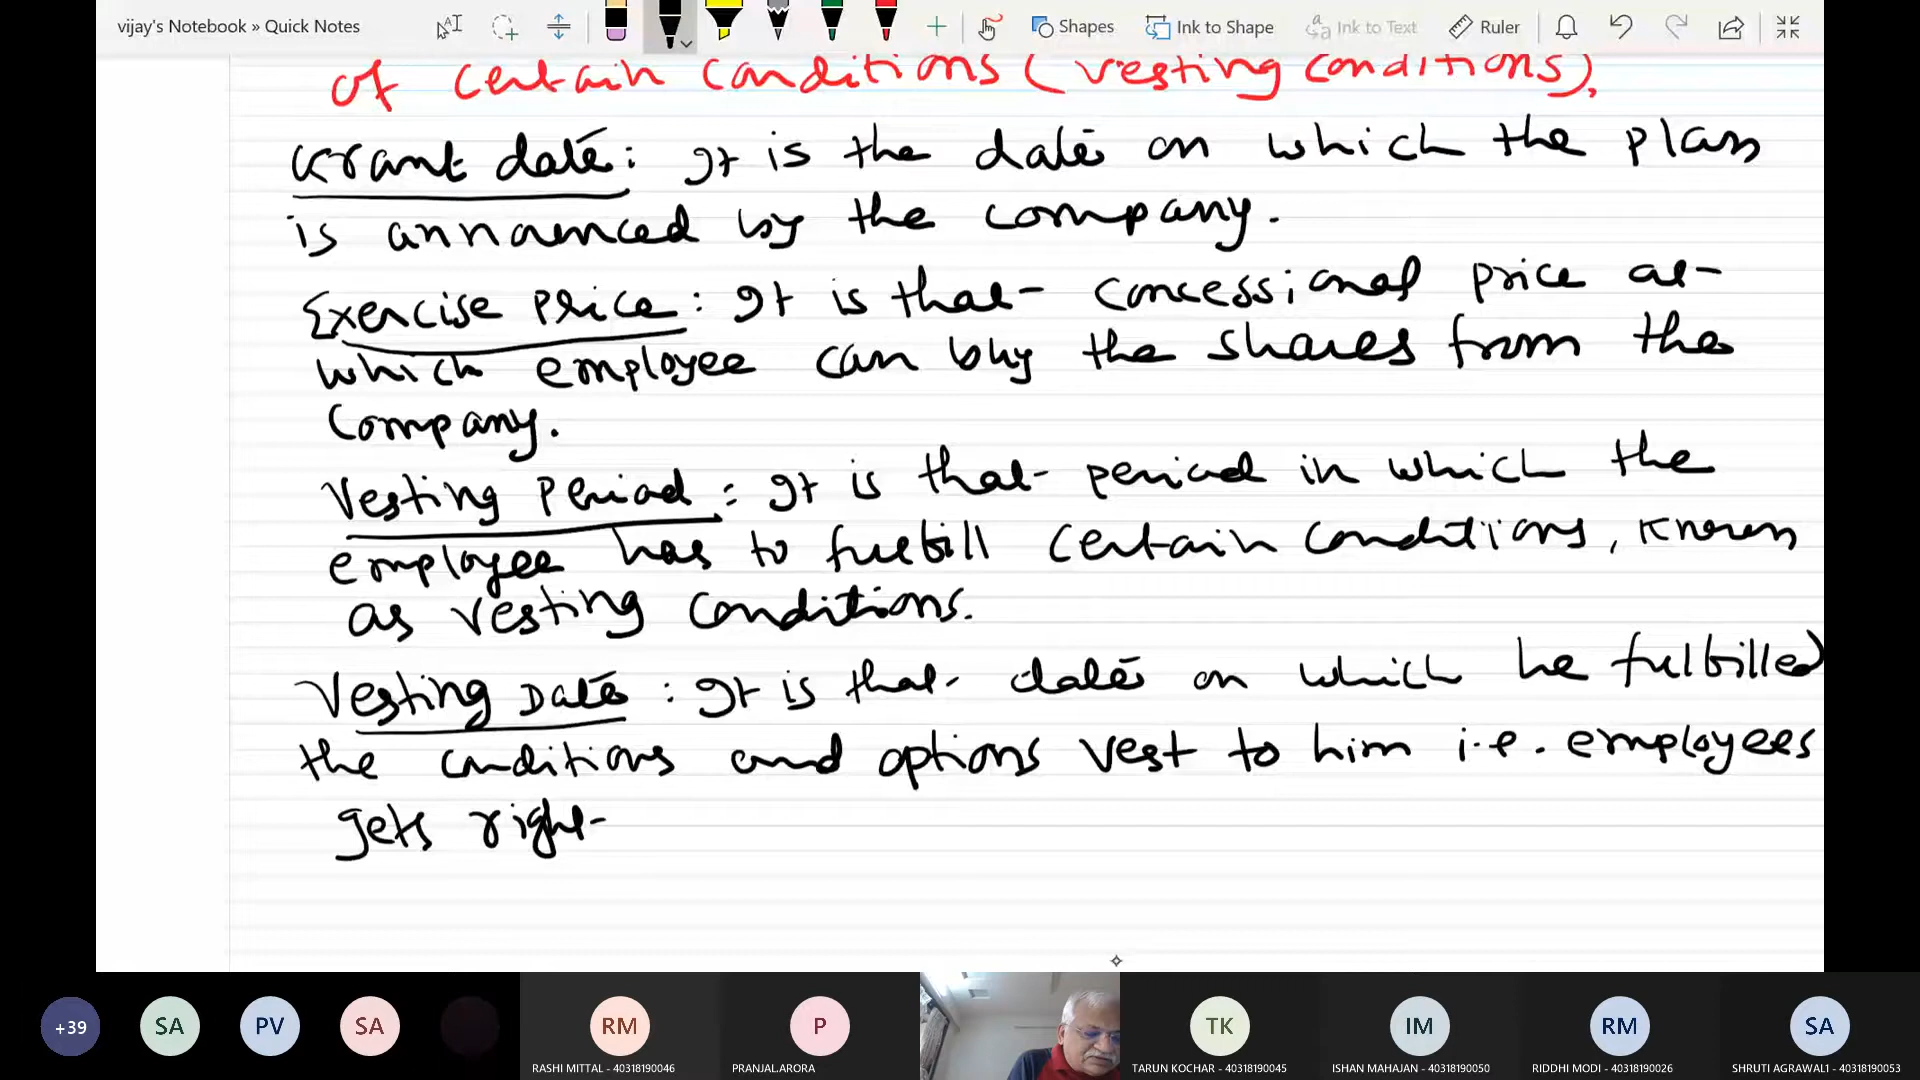 vijay's Notebook » Quick Notes
Shapes
Ink to Shape
Ink to Text
Ruler
of certain conditions (vesting conditions).
Grant date: It is the date on which the plan
is announced by the company.
Exercise Price: It is that concessional price at
which employee can buy the shares from the
Company.
Vesting Period: It is that period in which the
employee has to fulfill certain conditions, known
as vesting conditions.
Vesting Date: It is that date on which he fulfilled
the conditions and options vest to him i.e. employees
gets right
+39
SA
PV
SA
RM
P
TK
IM
RM
SA
RASHI MITTAL - 40318190046
PRANJAL.ARORA
TARUN KOCHAR - 40318190045
ISHAN MAHAJAN - 40318190050
RIDDHI MODI - 40318190026
SHRUTI AGRAWAL1 - 40318190053